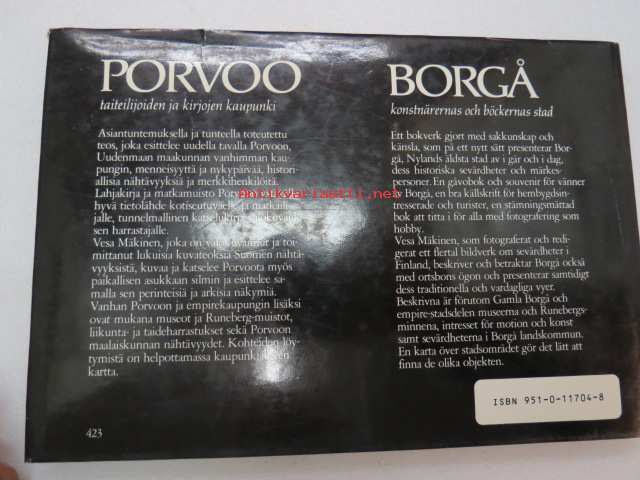 PORVOO
taiteilijoiden ja kirjojen kaupunki
Asiantuntemuksella ja tunteella toteutettu
teos, joka esittelee uudella tavalla Porvoon,
Uudenmaan maakunnan vanhimman kau-
pungin, menneisyyttä ja nykypäivää, histori-
allisia nähtävyyksiä ja merkkihenkilöitä.
Lahjakirja ja matkamuisto Porvoon
hyvä tietolähde kotiseutuväelle ja matkaili-
jalle, tunnelmallinen katselukirja
sen harrastajalle.
Vesa Mäkinen, joka on valokuvannut ja toi-
mittanut lukuisia kuvateoksia Suomen nähtä-
vyyksistä, kuvaa ja katselee Porvoota myös
paikallisen asukkaan silmin ja esittelee sa-
malla sen perinteisiä ja arkisia näkymiä.
Vanhan Porvoon ja empirekaupungin lisäksi
ovat mukana museot ja Runeberg-muistot,
liikunta- ja taideharrastukset sekä Porvoon
maalaiskunnan nähtävyydet. Kohteiden löy-
tymistä on helpottamassa kaupunkialueen
kartta.
423
BORGÅ
konstnärernas och böckernas stad
Ett bokverk gjort med sakkunskap och
känsla, som på ett nytt sätt presenterar Bor-
gå, Nylands äldsta stad av i går och i dag,
dess historiska sevärdheter och märkes-
personer. En gåvobok och souvenir för vänner
av Borgå, en bra källskrift för hembygdsin-
tresserade och turister, en stämningsmättad
bok att titta i för alla med fotografering som
hobby.
Vesa Mäkinen, som fotograferat och redi-
gerat ett flertal bildverk om sevärdheter i
Finland, beskriver och betraktar Borgå också
med ortsbons ögon och presenterar samtidigt
dess traditionella och vardagliga vyer.
Beskrivna är förutom Gamla Borgå och
empire-stadsdelen museerna och Runebergs-
minnena, intresset för motion och konst
samt sevärdheterna i Borgå landskommun.
En karta över stadsområdet gör det lätt att
finna de olika objekten.
ISBN 951-0-11704-8